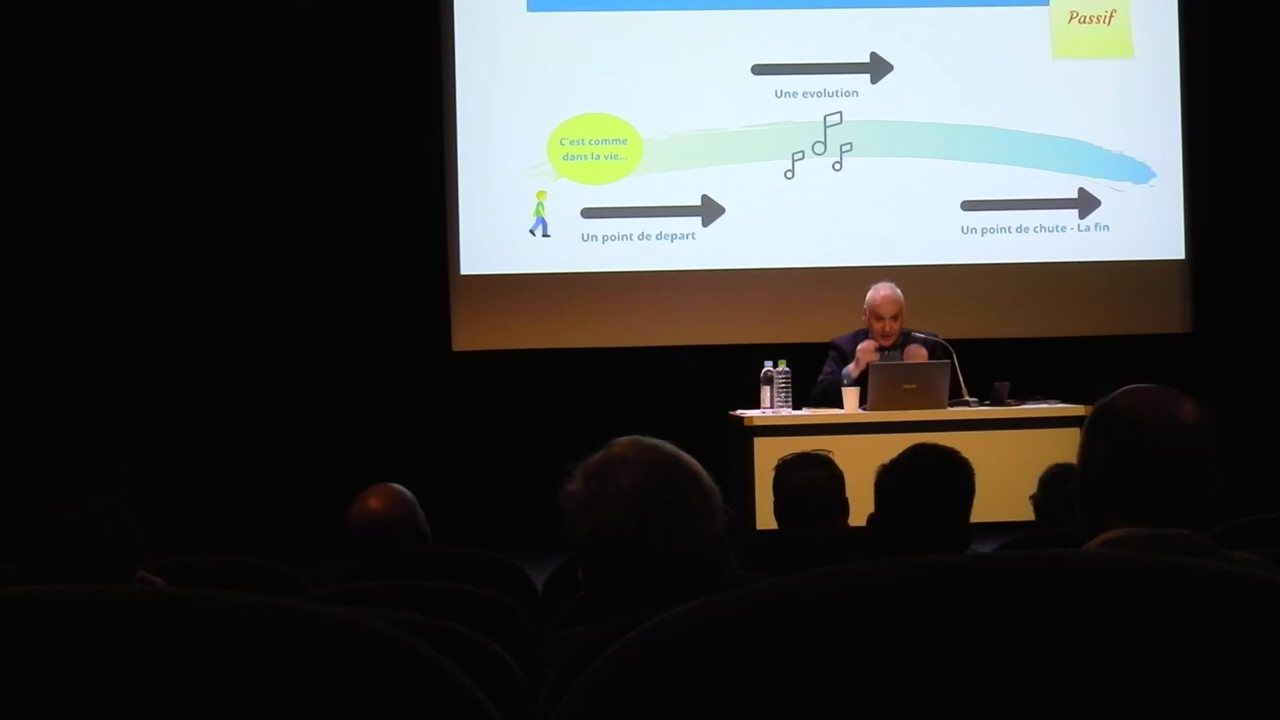 Passif
Une evolution
C'est comme
dans la vie...
Un point de depart
Un point de chute - La fin